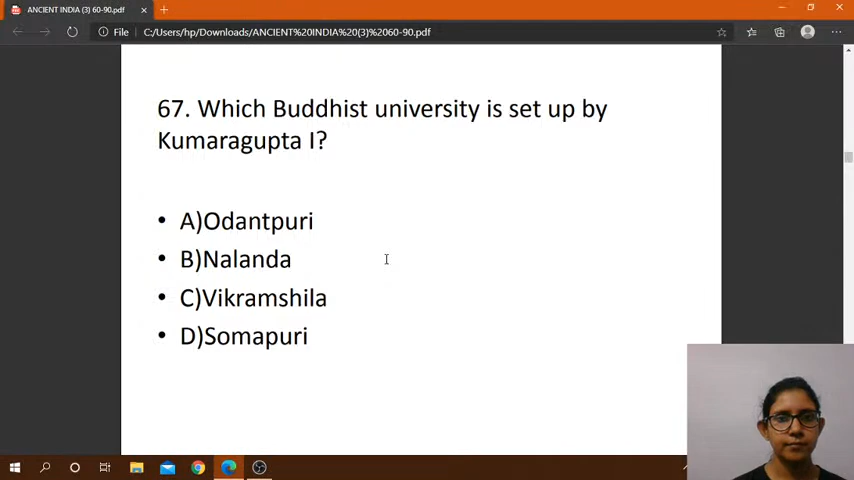 ANCIENT INDIA (3) 60-90.pdf
File C:/Users/hp/Downloads/ANCIENT%20INDIA%20(3)%2060-90.pdf
67. Which Buddhist university is set up by
Kumaragupta I?
• A)Odantpuri
• B)Nalanda
• C)Vikramshila
• D)Somapuri